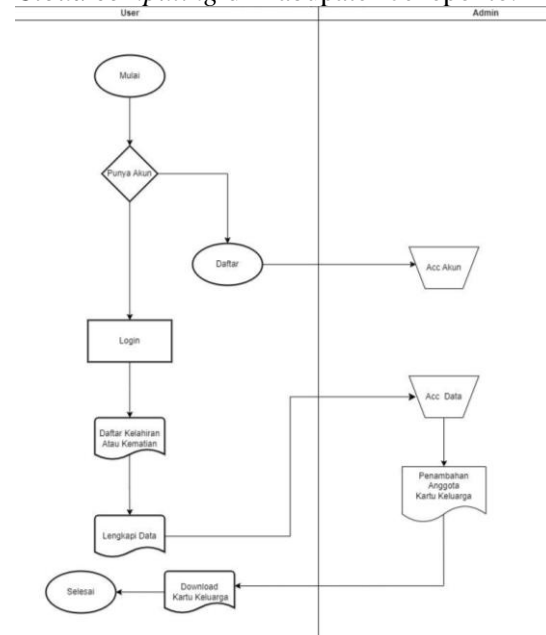 User
Admin
Mulai
Punya Akun
Daftar
Acc Akun
Login
Acc Data
Daftar Kelahiran
Atau Kematian
Penambahan
Anggota
Kartu Keluarga
Lengkapi Data
Download
Kartu Keluarga
Selesai